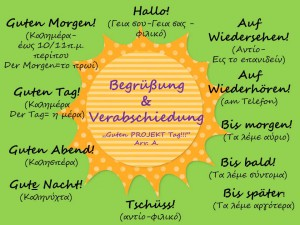 Hallo!
(Γεια σου-Γεια σας -
φιλικό)
Guten Morgen!
(Καλημέρα-
έως 10/11π.μ.
περίπου
Der Morgen=το πρωί)
Guten Tag!
(Καλημέρα
Der Tag= η μέρα)
Guten Abend!
(Καλησπέρα)
Gute Nacht!
(Καληνύχτα)
Begrüßung
&
Verabschiedung
„Guten PROJEKT Tag!!!"
Αrv. A.
Tschüss!
(αντίο-φιλικό)
Auf
Wiedersehen!
(Αντίο-
Εις το επανιδείν)
Auf
Wiederhören!
(am Telefon)
Bis morgen!
(Τα λέμε αύριο)
Bis bald!
(Τα λέμε σύντομα)
Bis später!
(Τα λέμε αργότερα)